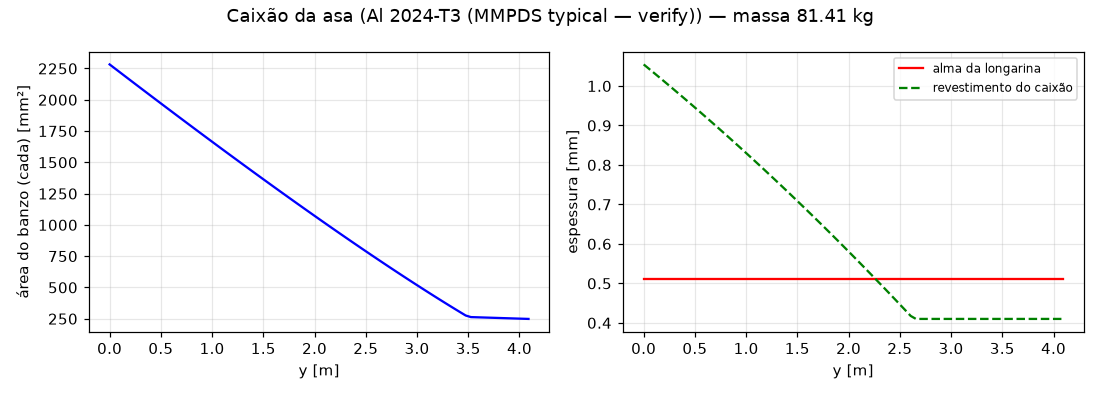 Caixão da asa (Al 2024-T3 (MMPDS typical — verify)) — massa 81.41 kg
área do banzo (cada) [mm²]
2250
2000
1750
1500
1250
1000
750
500
250
0.0 0.5 1.0 1.5 2.0 2.5 3.0 3.5 4.0
y [m]
espessura [mm]
1.0
0.9
0.8
0.7
0.6
0.5
0.4
alma da longarina
revestimento do caixão
0.0 0.5 1.0 1.5 2.0 2.5 3.0 3.5 4.0
y [m]